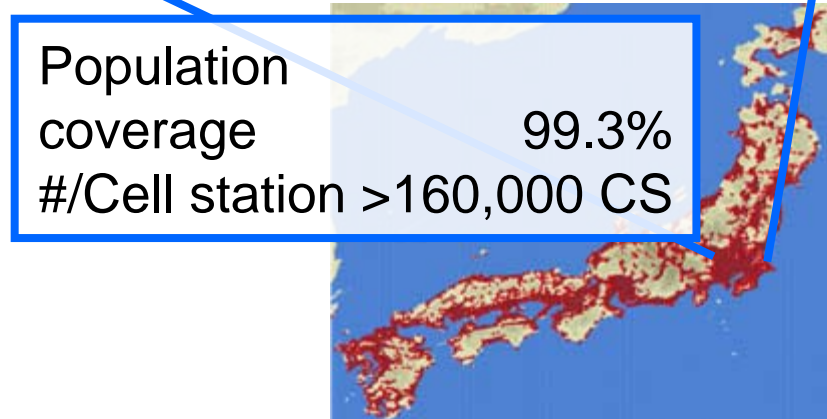 Population
coverage 99.3%
#/Cell station >160,000 CS